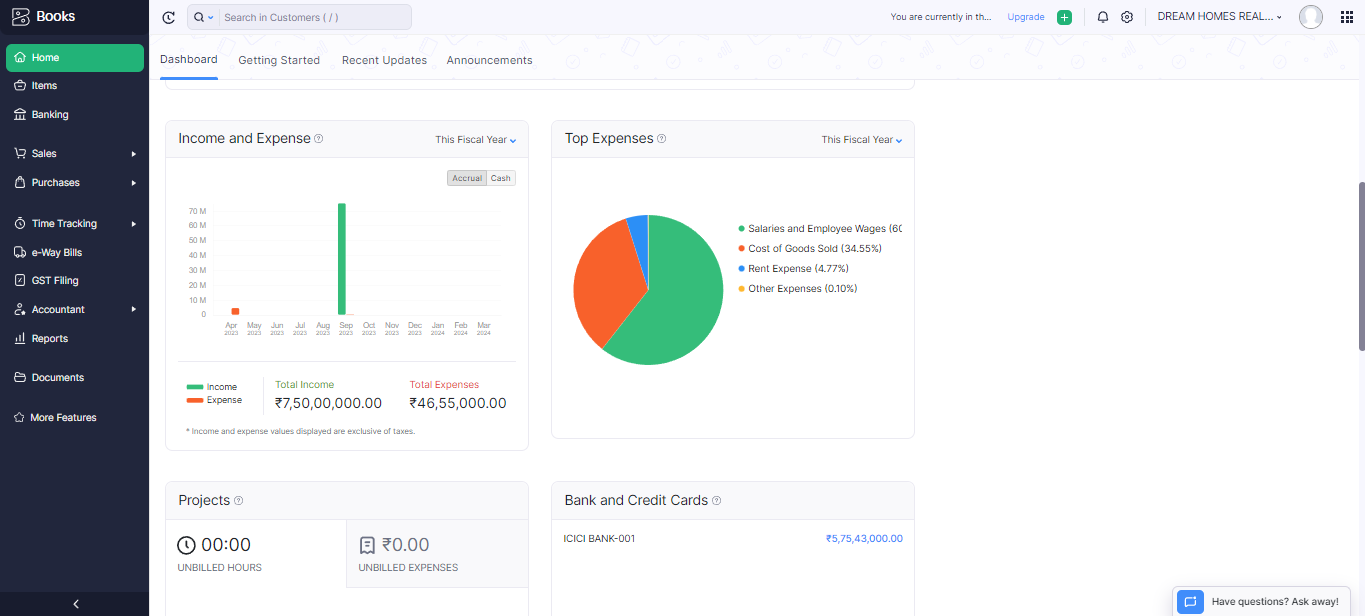 Books
Search in Customers ( / )
You are currently in th...
Upgrade
DREAM HOMES REAL...
Home
Items
Banking
Sales
Purchases
Time Tracking
e-Way Bills
GST Filing
Accountant
Reports
Documents
More Features
Dashboard
Getting Started
Recent Updates
Announcements
Income and Expense
This Fiscal Year
Accrual
Cash
70 M
60 M
50 M
40 M
30 M
20 M
10 M
0
Apr May Jun Jul Aug Sep Oct Nov Dec Jan Feb Mar
2023 2023 2023 2023 2023 2023 2023 2023 2023 2024 2024 2024
Income
Expense
Total Income
₹7,50,00,000.00
Total Expenses
₹46,55,000.00
* Income and expense values displayed are exclusive of taxes.
Top Expenses
This Fiscal Year
Salaries and Employee Wages (60
Cost of Goods Sold (34.55%)
Rent Expense (4.77%)
Other Expenses (0.10%)
Projects
00:00
UNBILLED HOURS
₹0.00
UNBILLED EXPENSES
Bank and Credit Cards
ICICI BANK-001
₹5,75,43,000.00
Have questions? Ask away!